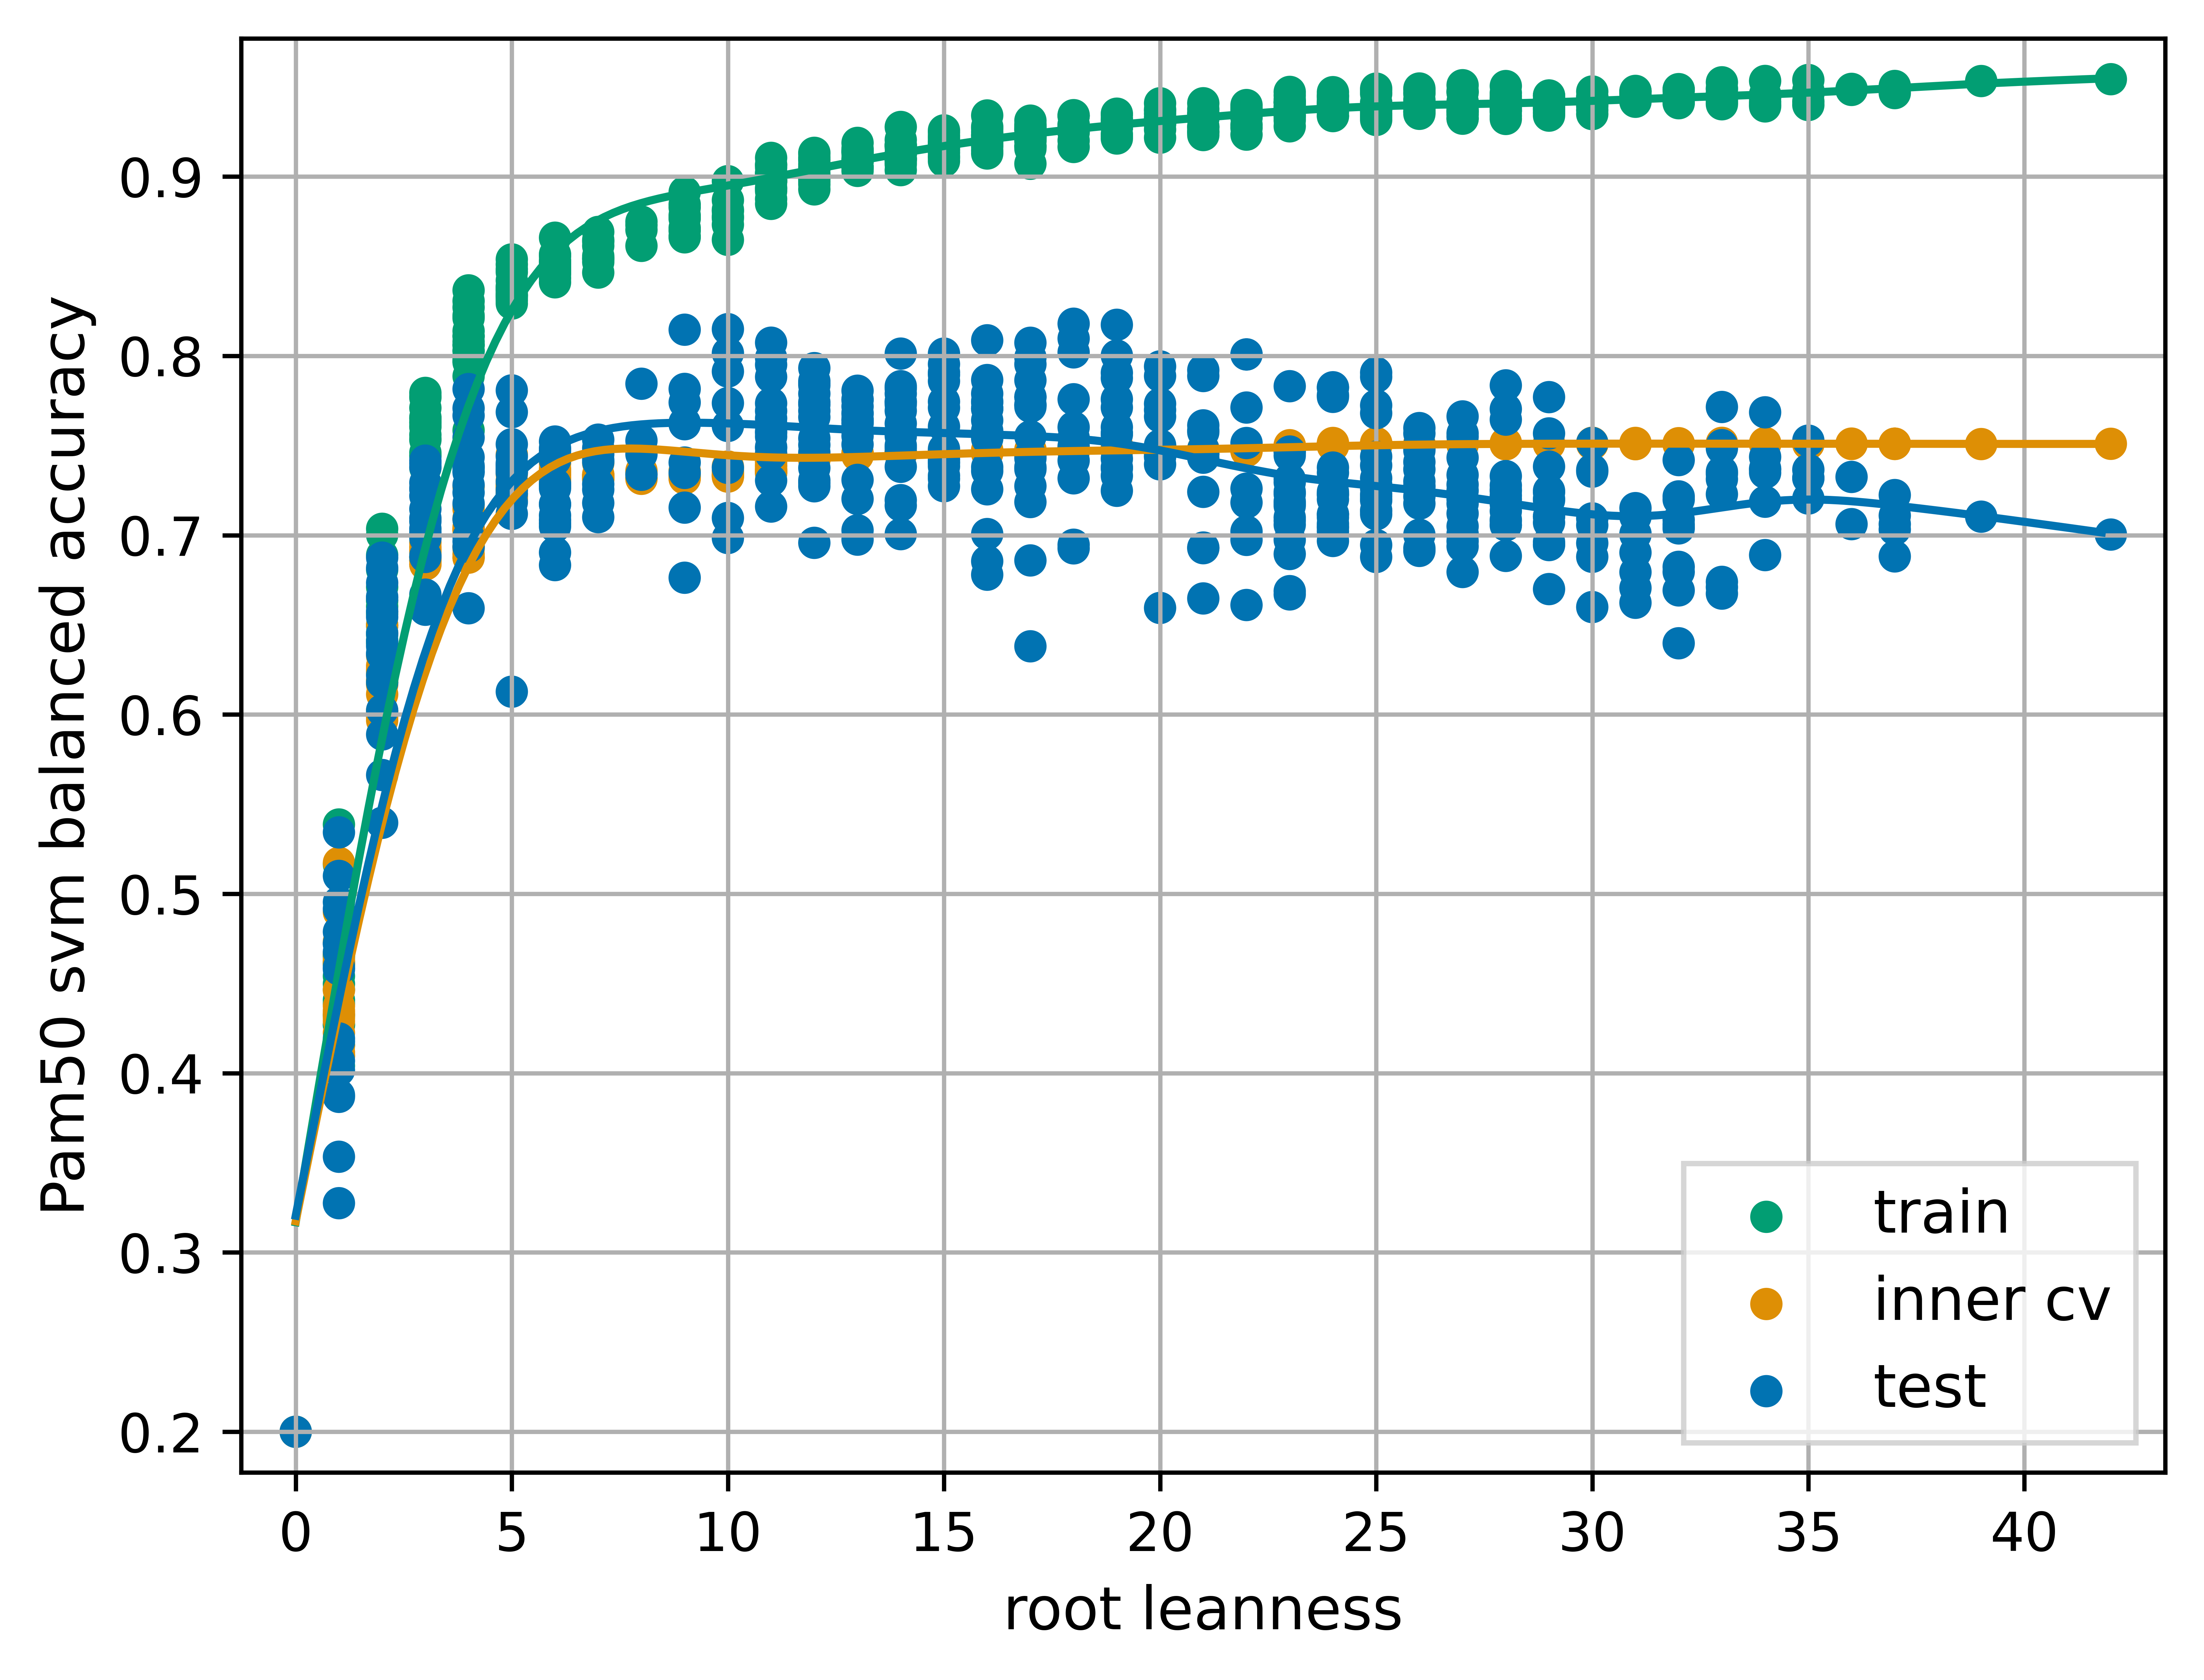 Pam50 svm balanced accuracy
0.9
0.8
0.7
0.6
0.5
0.4
0.3
0.2
train
inner cv
test
0 5 10 15 20 25 30 35 40
root leanness